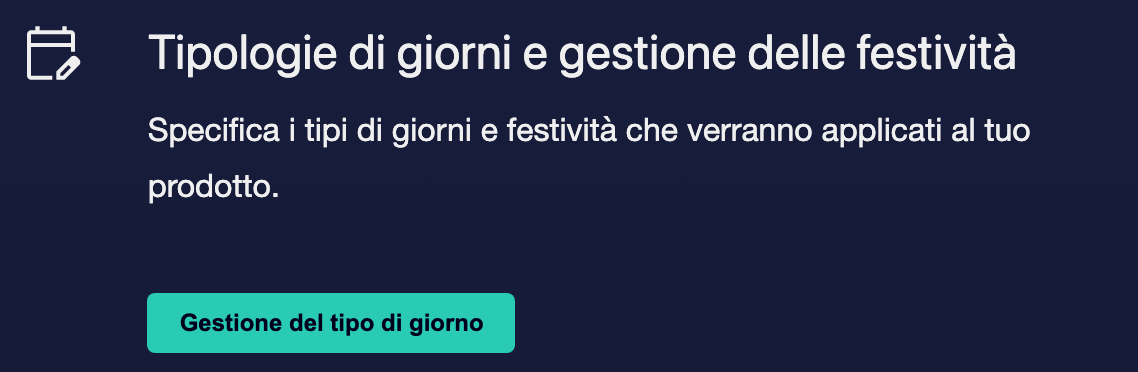 Tipologie di giorni e gestione delle festività
Specifica i tipi di giorni e festività che verranno applicati al tuo
prodotto.
Gestione del tipo di giorno